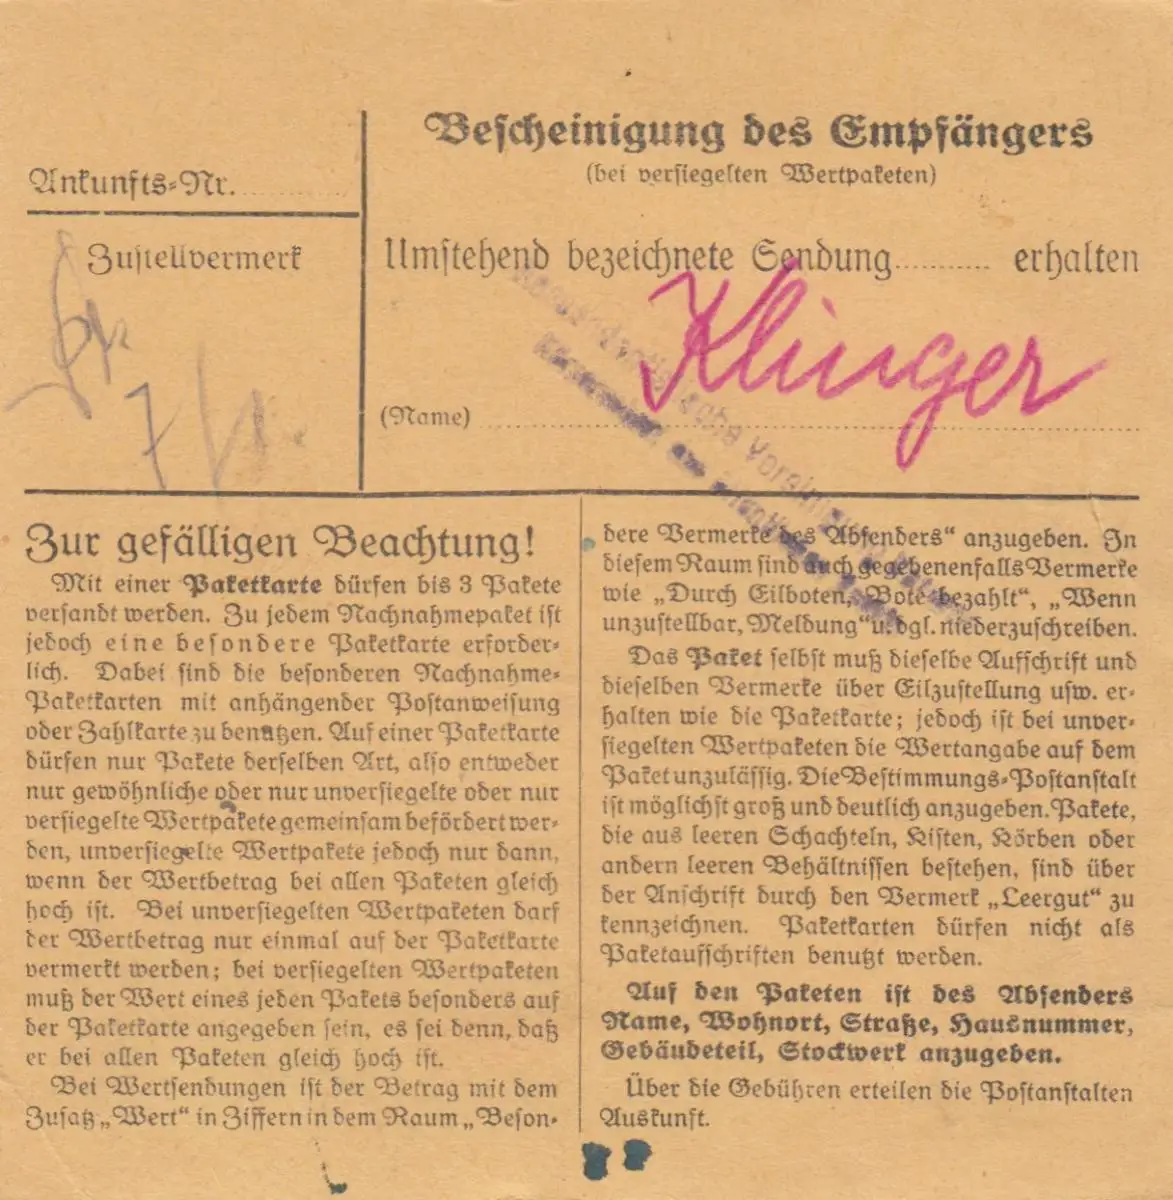 Bescheinigung des Empfängers
(bei versiegelten Wertpaketen)
Ankunfts-Nr.
Zustellvermerk
7/1.
Umstehend bezeichnete Sendung erhalten
Klinger
(Name)
Zur gefälligen Beachtung!
Mit einer Paketkarte dürfen bis 3 Pakete
versandt werden. Zu jedem Nachnahmepaket ist
jedoch eine besondere Paketkarte erforder-
lich. Dabei sind die besonderen Nachnahme-
Paketkarten mit anhängender Postanweisung
oder Zahlkarte zu benutzen. Auf einer Paketkarte
dürfen nur Pakete derselben Art, also entweder
nur gewöhnliche oder nur unversiegelte oder nur
versiegelte Wertpakete gemeinsam befördert wer-
den, unversiegelte Wertpakete jedoch nur dann,
wenn der Wertbetrag bei allen Paketen gleich
hoch ist. Bei unversiegelten Wertpaketen darf
der Wertbetrag nur einmal auf der Paketkarte
vermerkt werden; bei versiegelten Wertpaketen
muß der Wert eines jeden Pakets besonders auf
der Paketkarte angegeben sein, es sei denn, daß
er bei allen Paketen gleich hoch ist.
Bei Wertsendungen ist der Betrag mit dem
Zusatz „Wert“ in Ziffern in dem Raum „Beson-
dere Vermerke des Absenders“ anzugeben. In
diesem Raum sind auch gegebenenfalls Vermerke
wie „Durch Eilboten, Bote bezahlt“, „Wenn
unzustellbar, Meldung“ u. dgl. niederzuschreiben.
Das Paket selbst muß dieselbe Aufschrift und
dieselben Vermerke über Eilzustellung usw. er-
halten wie die Paketkarte; jedoch ist bei unver-
siegelten Wertpaketen die Wertangabe auf dem
Paket unzulässig. Die Bestimmungs-Postanstalt
ist möglichst groß und deutlich anzugeben. Pakete,
die aus leeren Schachteln, Kisten, Körben oder
andern leeren Behältnissen bestehen, sind über
der Anschrift durch den Vermerk „Leergut“ zu
kennzeichnen. Paketkarten dürfen nicht als
Paketaufschriften benutzt werden.
Auf den Paketen ist des Absenders
Name, Wohnort, Straße, Hausnummer,
Gebäudeteil, Stockwerk anzugeben.
Über die Gebühren erteilen die Postanstalten
Auskunft.